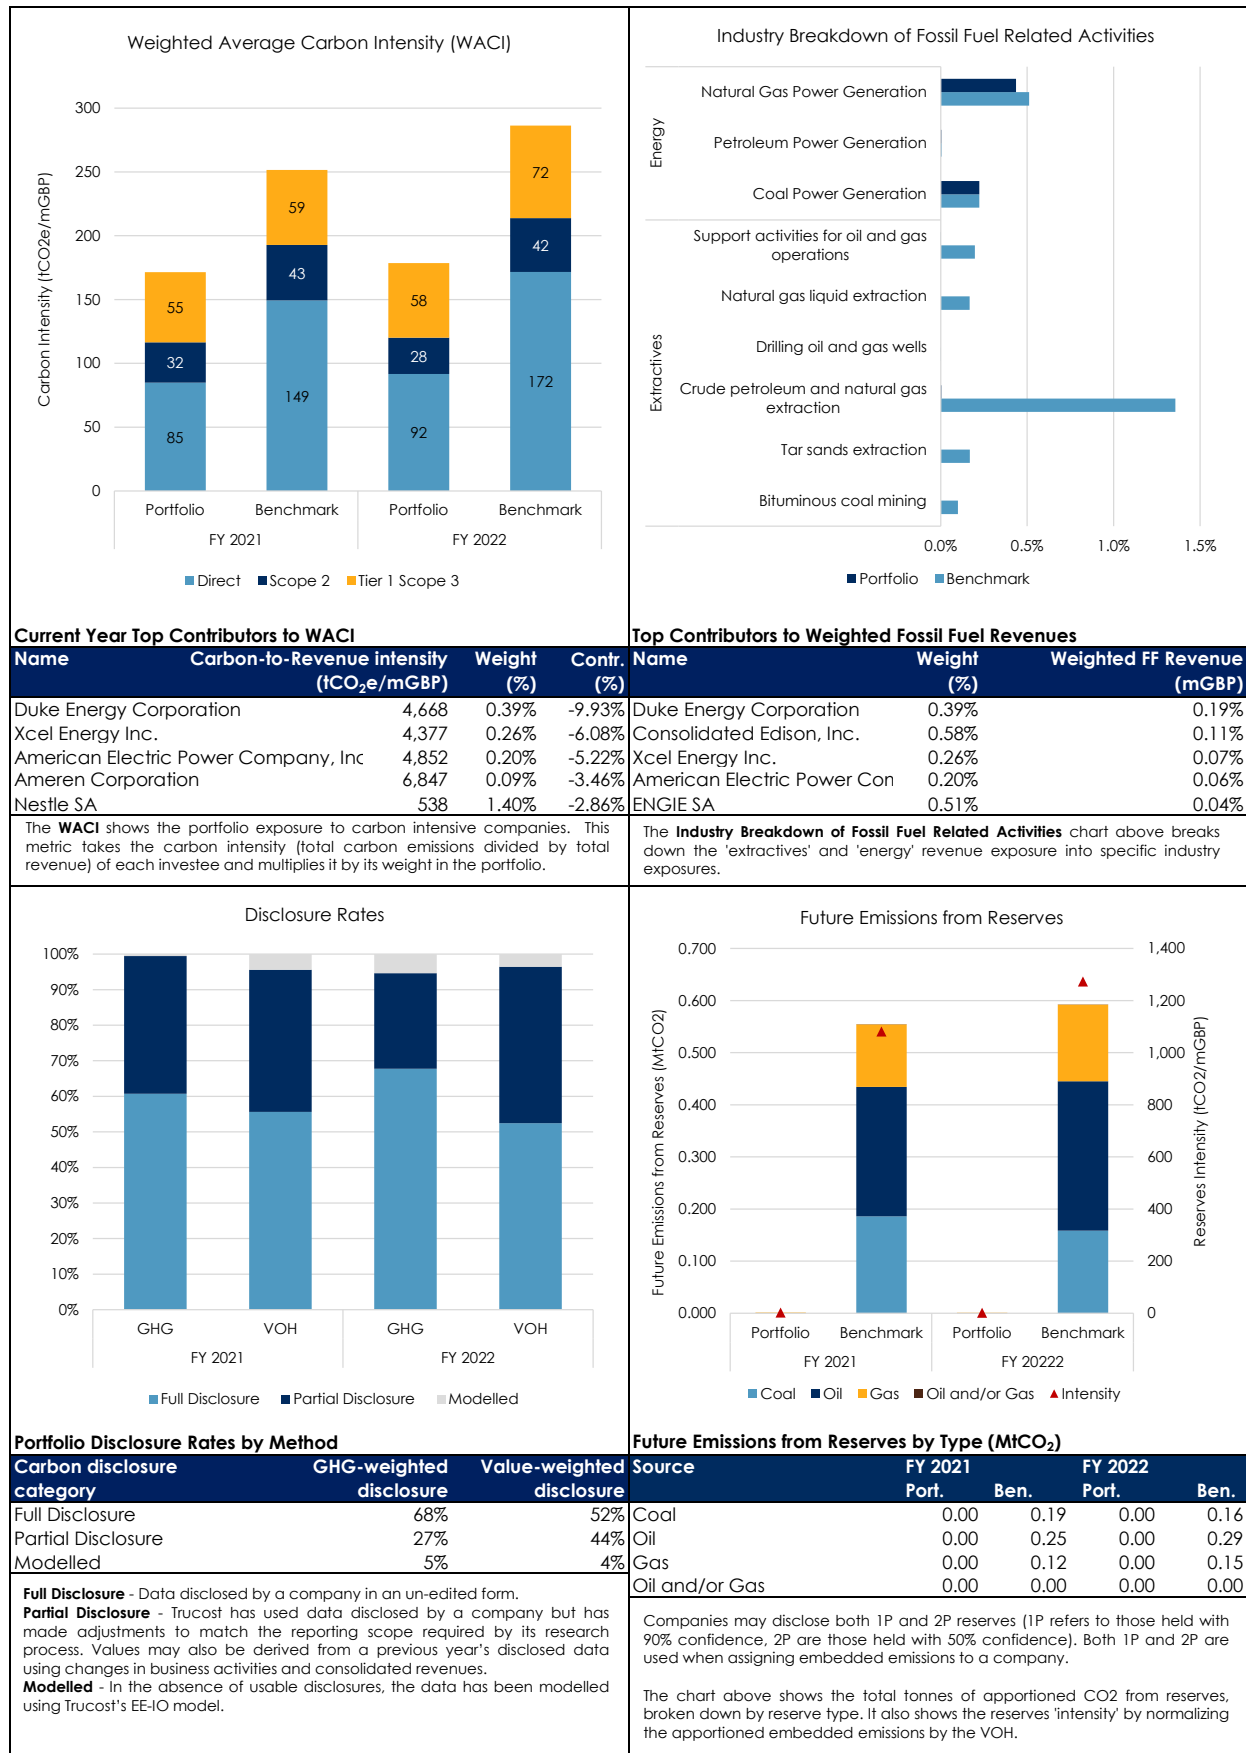 Weighted Average Carbon Intensity (WACI)
Carbon Intensity (tCO2e/mGBP)
300
250
200
150
100
50
0
55
32
85
59
43
149
58
28
92
72
42
172
Portfolio Benchmark Portfolio Benchmark
FY 2021 FY 2022
Direct Scope 2 Tier 1 Scope 3
Industry Breakdown of Fossil Fuel Related Activities
Energy
Natural Gas Power Generation
Petroleum Power Generation
Coal Power Generation
Extractives
Support activities for oil and gas
operations
Natural gas liquid extraction
Drilling oil and gas wells
Crude petroleum and natural gas
extraction
Tar sands extraction
Bituminous coal mining
0.0% 0.5% 1.0% 1.5%
Portfolio Benchmark
Current Year Top Contributors to WACI
Name Carbon-to-Revenue intensity Weight Contr.
(tCO2e/mGBP) (%) (%)
Duke Energy Corporation 4,668 0.39% -9.93%
Xcel Energy Inc. 4,377 0.26% -6.08%
American Electric Power Company, Inc 4,852 0.20% -5.22%
Ameren Corporation 6,847 0.09% -3.46%
Nestle SA 538 1.40% -2.86%
The WACI shows the portfolio exposure to carbon intensive companies. This
metric takes the carbon intensity (total carbon emissions divided by total
revenue) of each investee and multiplies it by its weight in the portfolio.
Top Contributors to Weighted Fossil Fuel Revenues
Name Weight Weighted FF Revenue
(%) (mGBP)
Duke Energy Corporation 0.39% 0.19%
Consolidated Edison, Inc. 0.58% 0.11%
Xcel Energy Inc. 0.26% 0.07%
American Electric Power Con 0.20% 0.06%
ENGIE SA 0.51% 0.04%
The Industry Breakdown of Fossil Fuel Related Activities chart above breaks
down the 'extractives' and 'energy' revenue exposure into specific industry
exposures.
Disclosure Rates
100%
90%
80%
70%
60%
50%
40%
30%
20%
10%
0%
GHG VOH GHG VOH
FY 2021 FY 2022
Full Disclosure Partial Disclosure Modelled
Future Emissions from Reserves
Future Emissions from Reserves (MtCO2)
0.700
0.600
0.500
0.400
0.300
0.200
0.100
0.000
1,400
1,200
1,000
800
600
400
200
0
Reserves Intensity (tCO2/mGBP)
Portfolio Benchmark Portfolio Benchmark
FY 2021 FY 20222
Coal Oil Gas Oil and/or Gas Intensity
Portfolio Disclosure Rates by Method
Carbon disclosure GHG-weighted Value-weighted
category disclosure disclosure
Full Disclosure 68% 52%
Partial Disclosure 27% 44%
Modelled 5% 4%
Full Disclosure - Data disclosed by a company in an un-edited form.
Partial Disclosure - Trucost has used data disclosed by a company but has
made adjustments to match the reporting scope required by its research
process. Values may also be derived from a previous year's disclosed data
using changes in business activities and consolidated revenues.
Modelled - In the absence of usable disclosures, the data has been modelled
using Trucost's EE-IO model.
Future Emissions from Reserves by Type (MtCO2)
Source FY 2021 FY 2022
Port. Ben. Port. Ben.
Coal 0.00 0.19 0.00 0.16
Oil 0.00 0.25 0.00 0.29
Gas 0.00 0.12 0.00 0.15
Oil and/or Gas 0.00 0.00 0.00 0.00
Companies may disclose both 1P and 2P reserves (1P refers to those held with
90% confidence, 2P are those held with 50% confidence). Both 1P and 2P are
used when assigning embedded emissions to a company.
The chart above shows the total tonnes of apportioned CO2 from reserves,
broken down by reserve type. It also shows the reserves 'intensity' by normalizing
the apportioned embedded emissions by the VOH.